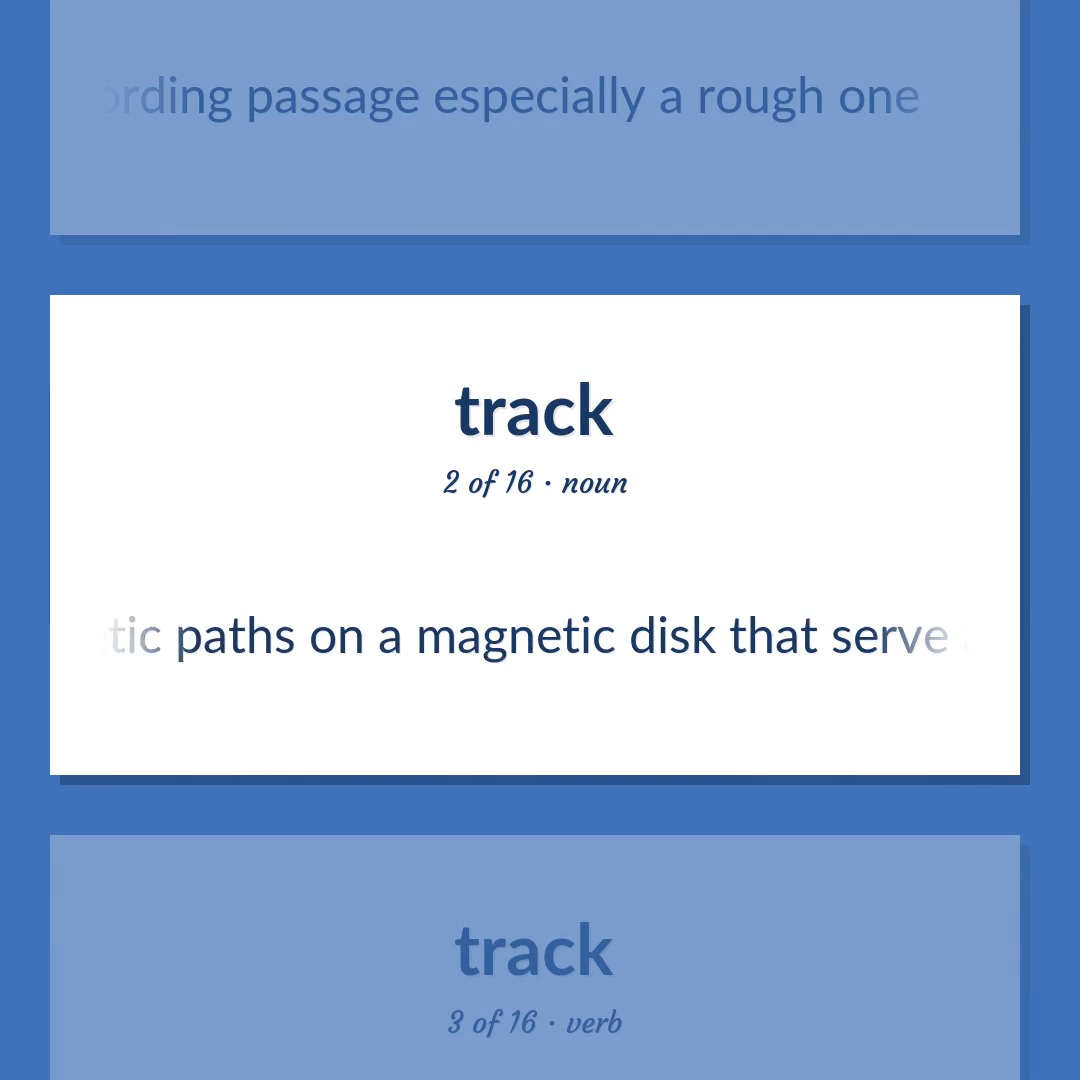 ording passage especially a rough one
track
2 of 16 · noun
tic paths on a magnetic disk that serve
track
3 of 16 · verb